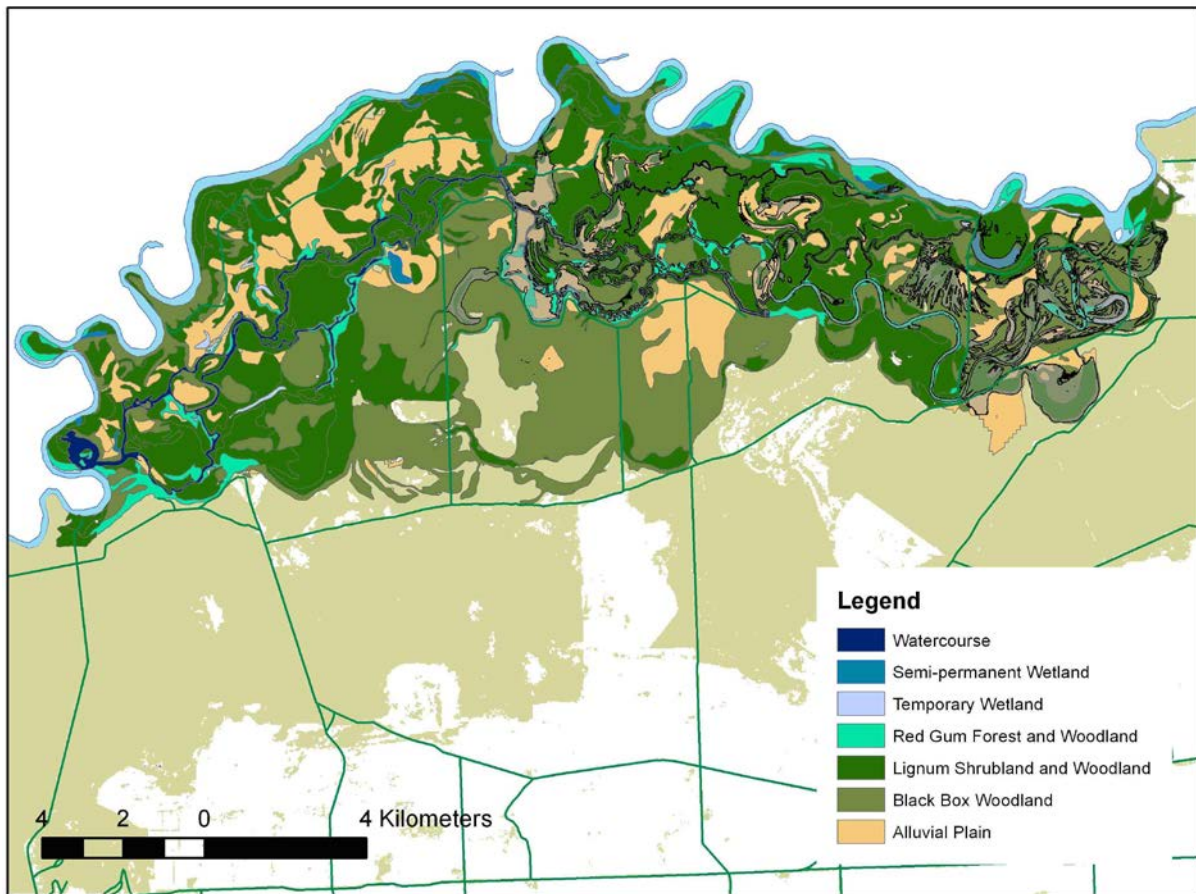 Legend
Watercourse
Semi-permanent Wetland
Temporary Wetland
Red Gum Forest and Woodland
Lignum Shrubland and Woodland
Black Box Woodland
Alluvial Plain
4 2 0 4 Kilometers